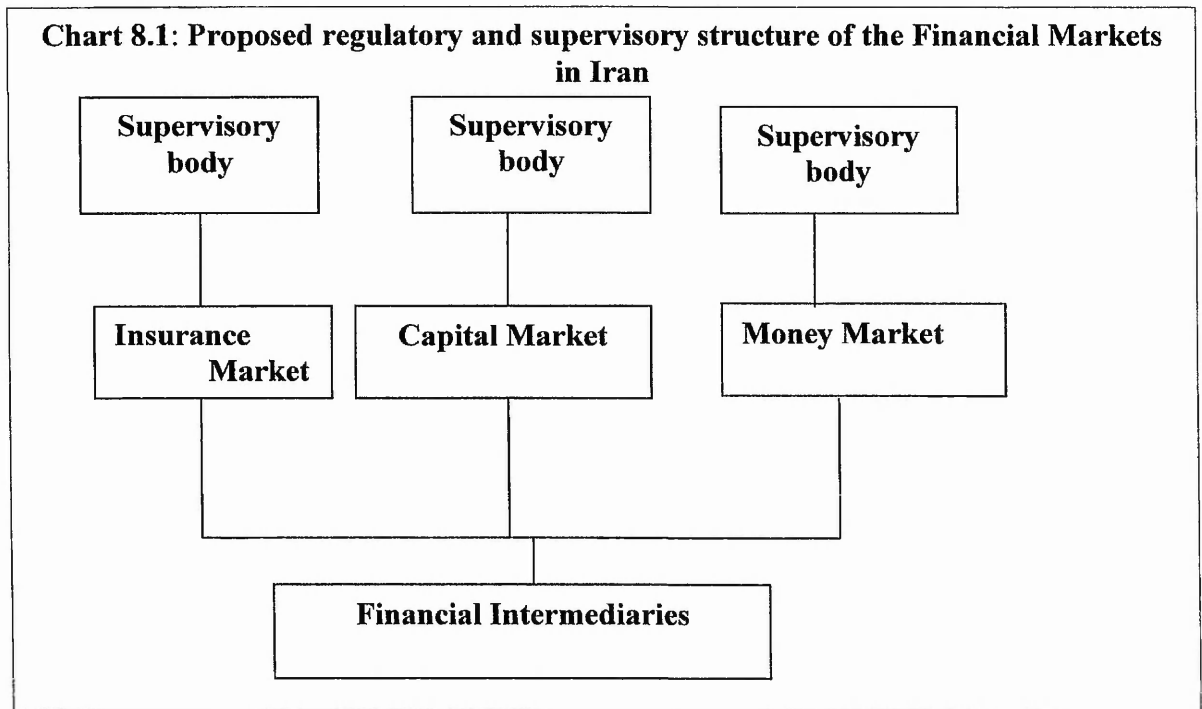 Chart 8.1: Proposed regulatory and supervisory structure of the Financial Markets
in Iran
Supervisory
body
Supervisory
body
Supervisory
body
Insurance
Market
Capital Market
Money Market
Financial Intermediaries